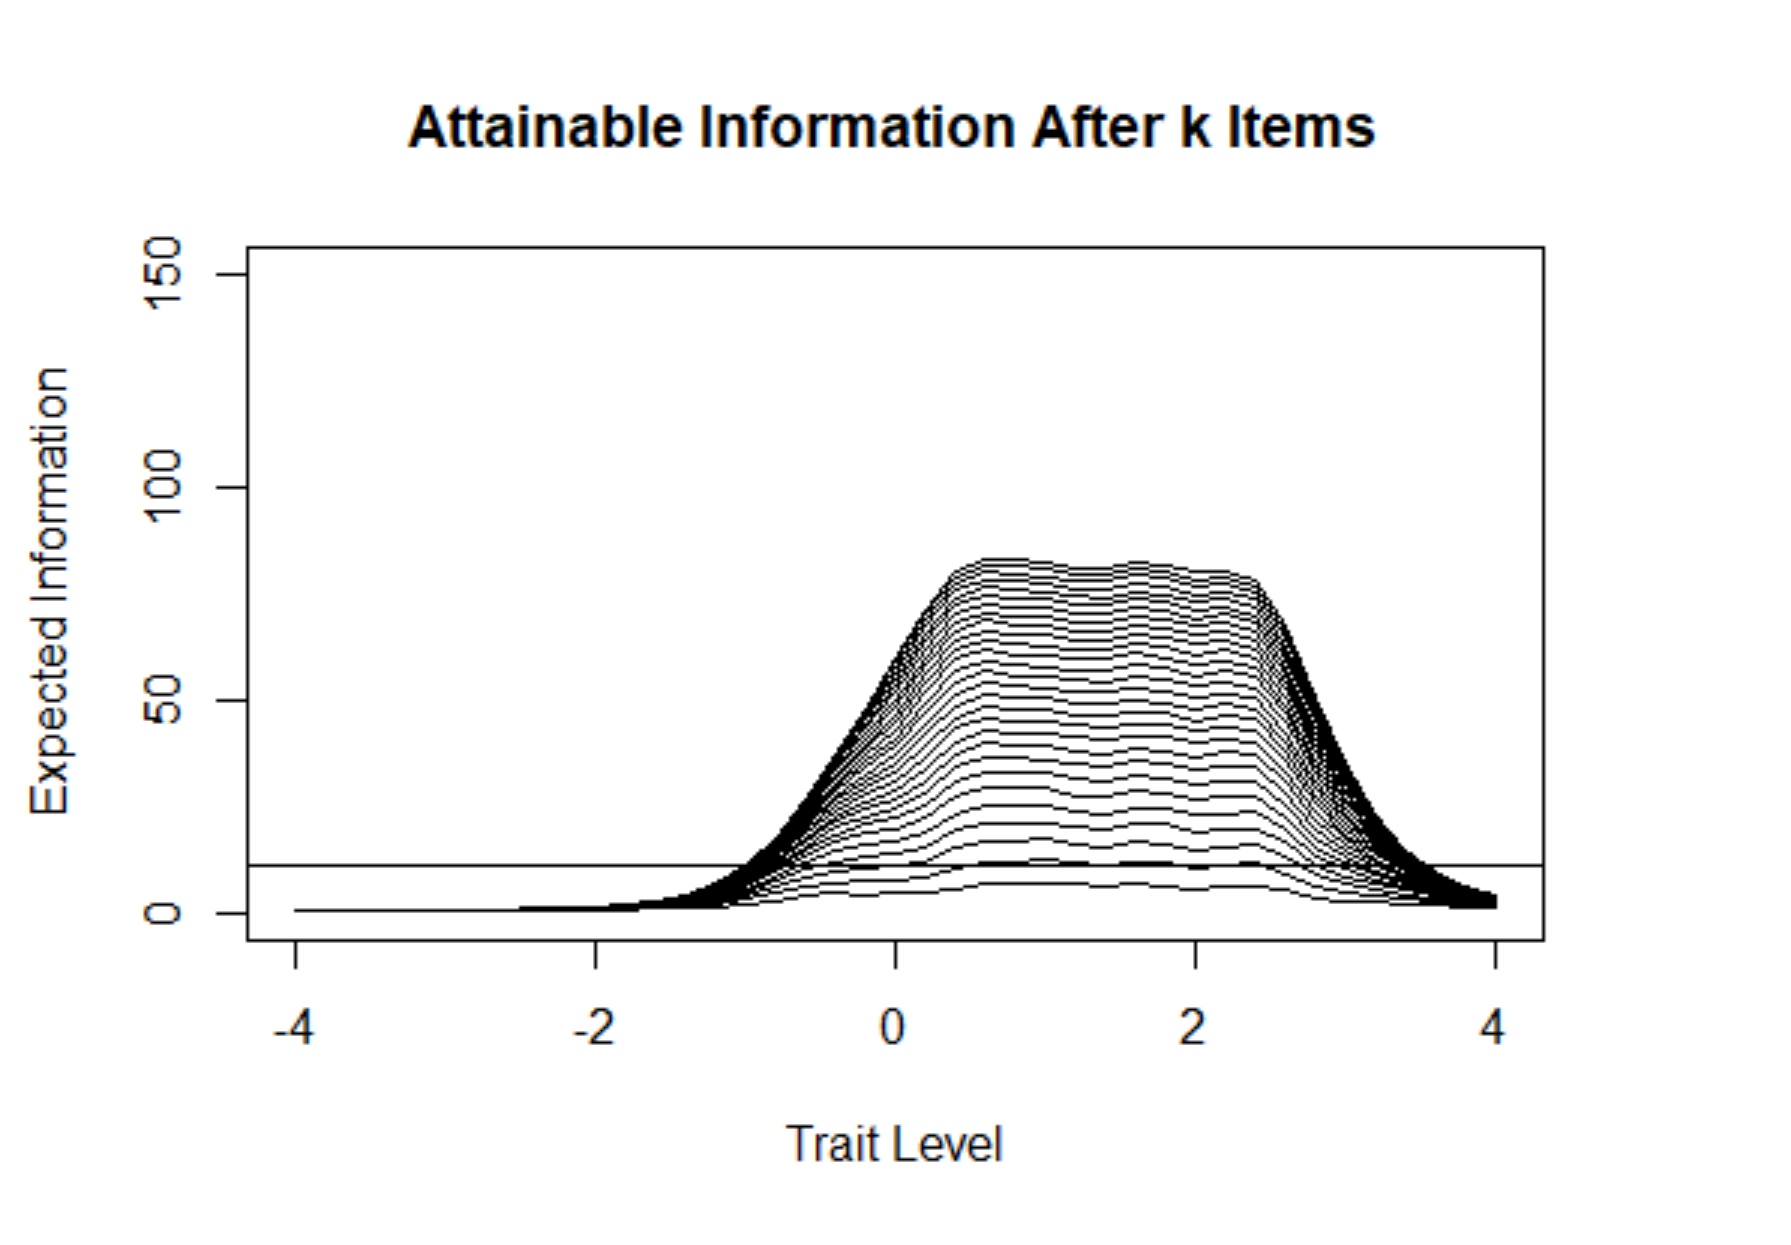 Attainable Information After k Items
Expected Information
150
100
50
0
-4 -2 0 2 4
Trait Level